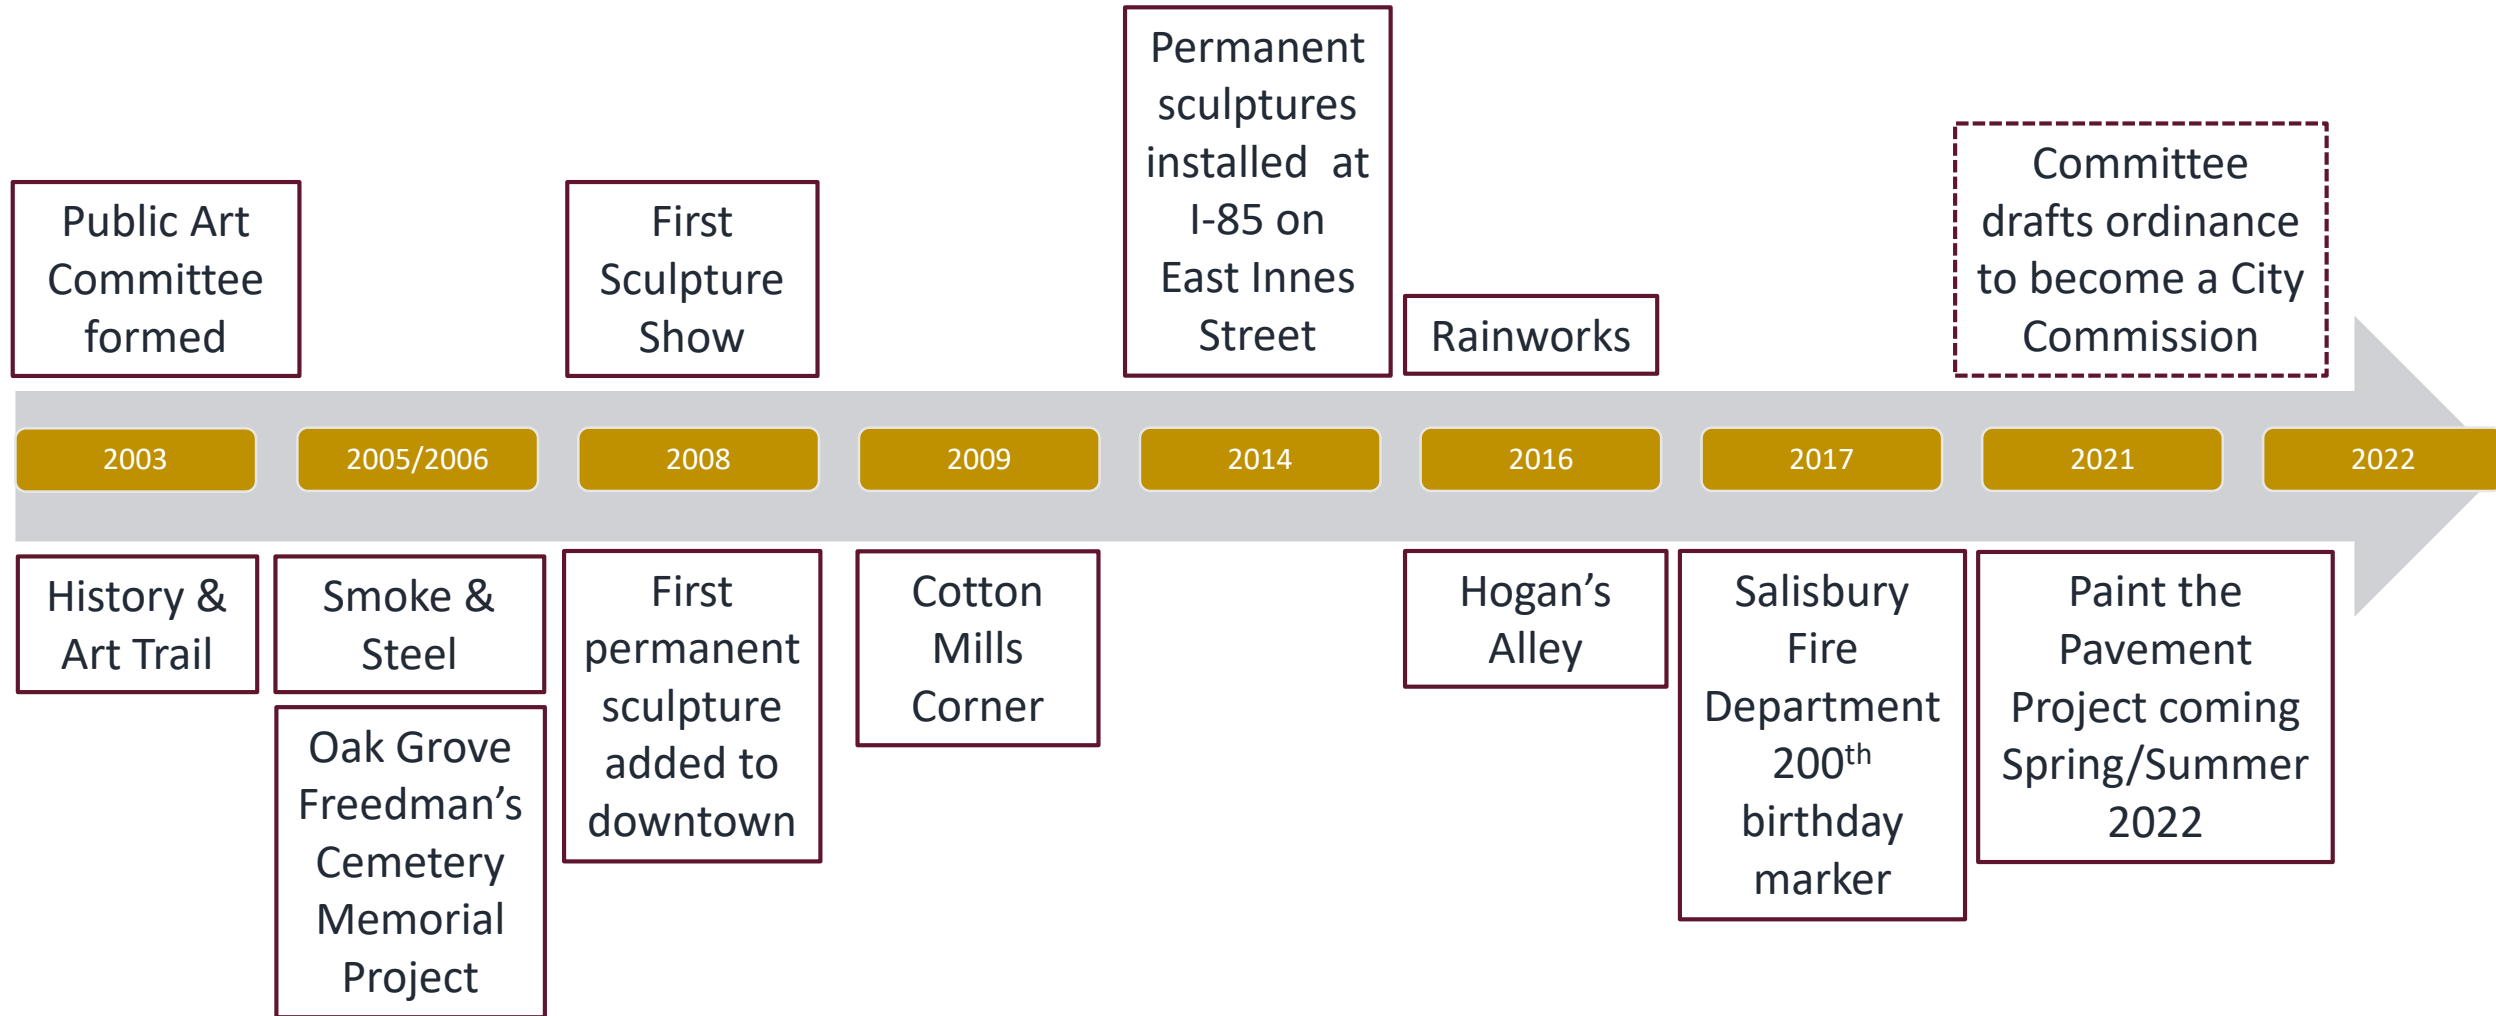 Public Art
Committee
formed
First
Sculpture
Show
Permanent
sculptures
installed  at
I-85 on
East Innes
Street
Rainworks
Committee
drafts ordinance
to become a City
Commission
2003
2005/2006
2008
2009
2014
2016
2017
2021
2022
History &
Art Trail
Smoke &
Steel
Oak Grove
Freedman’s
Cemetery
Memorial
Project
First
permanent
sculpture
added to
downtown
Cotton
Mills
Corner
Hogan’s
Alley
Salisbury
Fire
Department
200th
birthday
marker
Paint the
Pavement
Project coming
Spring/Summer
2022